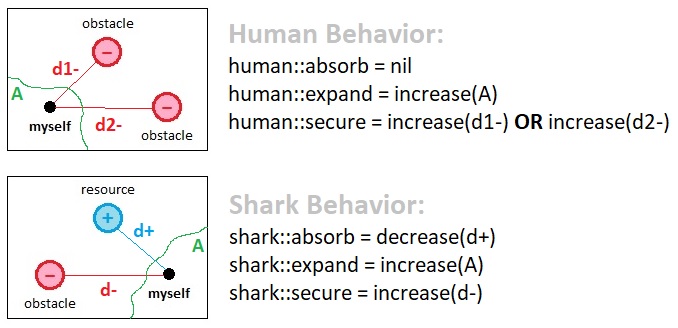 obstacle
−
d1-
A
myself
d2-
−
obstacle
Human Behavior:
human::absorb = nil
human::expand = increase(A)
human::secure = increase(d1-) OR increase(d2-)
resource
+
d+
A
−
d-
myself
obstacle
Shark Behavior:
shark::absorb = decrease(d+)
shark::expand = increase(A)
shark::secure = increase(d-)